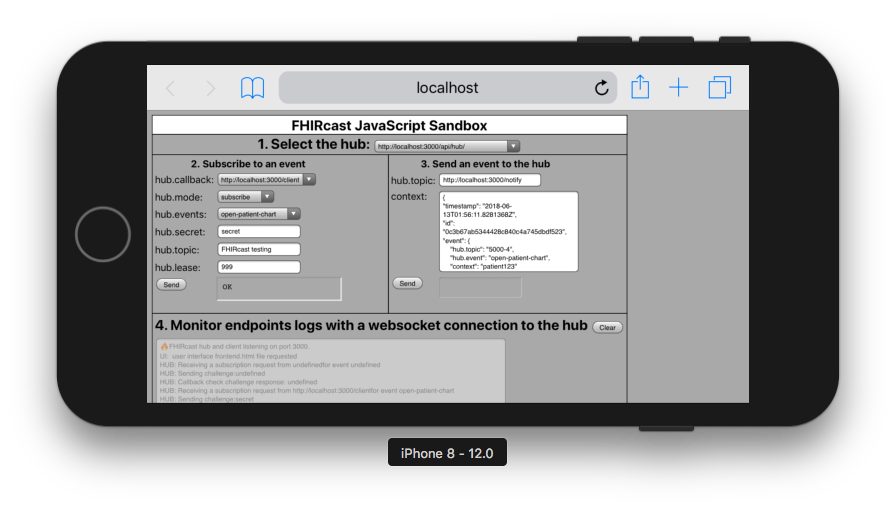 localhost
FHIRcast JavaScript Sandbox
1. Select the hub: http://localhost:3000/api/hub/
2. Subscribe to an event
hub.callback: http://localhost:3000/client
hub.mode: subscribe
hub.events: open-patient-chart
hub.secret: secret
hub.topic: FHIRcast testing
hub.lease: 999
Send OK
3. Send an event to the hub
hub.topic: http://localhost:3000/notify
context: {
"timestamp": "2018-06-
13T01:56:11.8281368Z",
"id":
"0c3b67ab5344428c840c4a745dbdf523",
"event": {
"hub.topic": "5000-4",
"hub.event": "open-patient-chart",
"context": "patient123"
Send
4. Monitor endpoints logs with a websocket connection to the hub Clear
🔥FHIRcast hub and client listening on port 3000.
UI: user interface frontend.html file requested
HUB: Receiving a subscription request from undefinedfor event undefined
HUB: Sending challenge:undefined
HUB: Callback check challenge response: undefined
HUB: Receiving a subscription request from http://localhost:3000/clientfor event open-patient-chart
HUB: Sending challenge:secret
iPhone 8 - 12.0